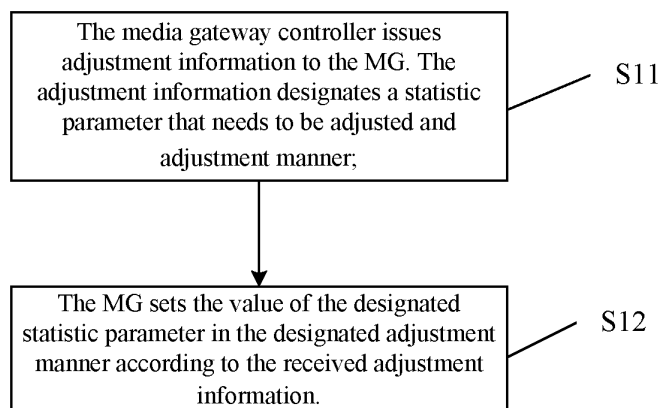 The media gateway controller issues
adjustment information to the MG. The
adjustment information designates a statistic
parameter that needs to be adjusted and
adjustment manner;
S11
The MG sets the value of the designated
statistic parameter in the designated adjustment
manner according to the received adjustment
information.
S12